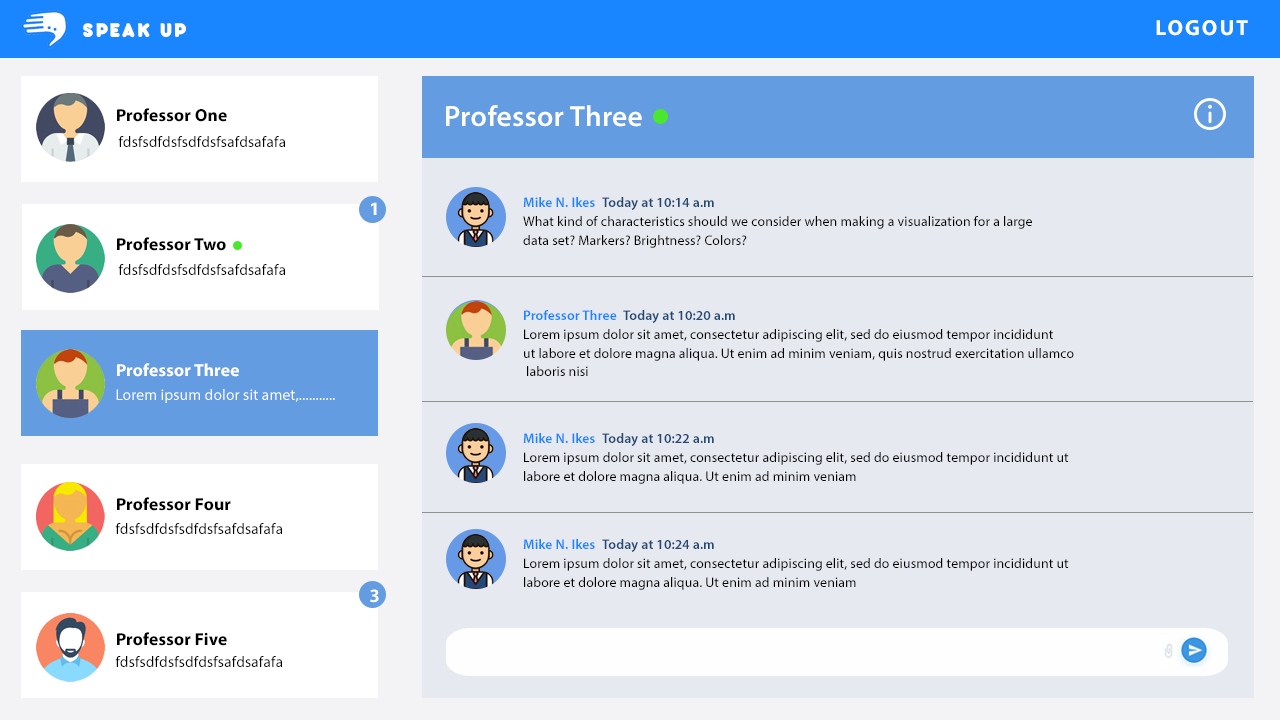 SPEAK UP
LOGOUT
Professor One
fdsfsdfdsfsdfdsfsafdsafafa
1
Professor Two
fdsfsdfdsfsdfdsfsafdsafafa
Professor Three
Lorem ipsum dolor sit amet,...........
Professor Four
fdsfsdfdsfsdfdsfsafdsafafa
3
Professor Five
fdsfsdfdsfsdfdsfsafdsafafa
Professor Three
Mike N. Ikes Today at 10:14 a.m
What kind of characteristics should we consider when making a visualization for a large
data set? Markers? Brightness? Colors?
Professor Three Today at 10:20 a.m
Lorem ipsum dolor sit amet, consectetur adipiscing elit, sed do eiusmod tempor incididunt
ut labore et dolore magna aliqua. Ut enim ad minim veniam, quis nostrud exercitation ullamco
laboris nisi
Mike N. Ikes Today at 10:22 a.m
Lorem ipsum dolor sit amet, consectetur adipiscing elit, sed do eiusmod tempor incididunt ut
labore et dolore magna aliqua. Ut enim ad minim veniam
Mike N. Ikes Today at 10:24 a.m
Lorem ipsum dolor sit amet, consectetur adipiscing elit, sed do eiusmod tempor incididunt ut
labore et dolore magna aliqua. Ut enim ad minim veniam